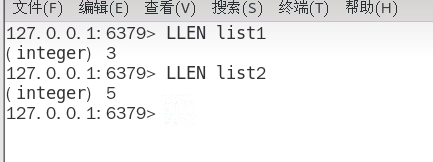 文件(F) 编辑(E) 查看(V) 搜索(S) 终端(T) 帮助(H)
127.0.0.1:6379> LLEN list1
(integer) 3
127.0.0.1:6379> LLEN list2
(integer) 5
127.0.0.1:6379>